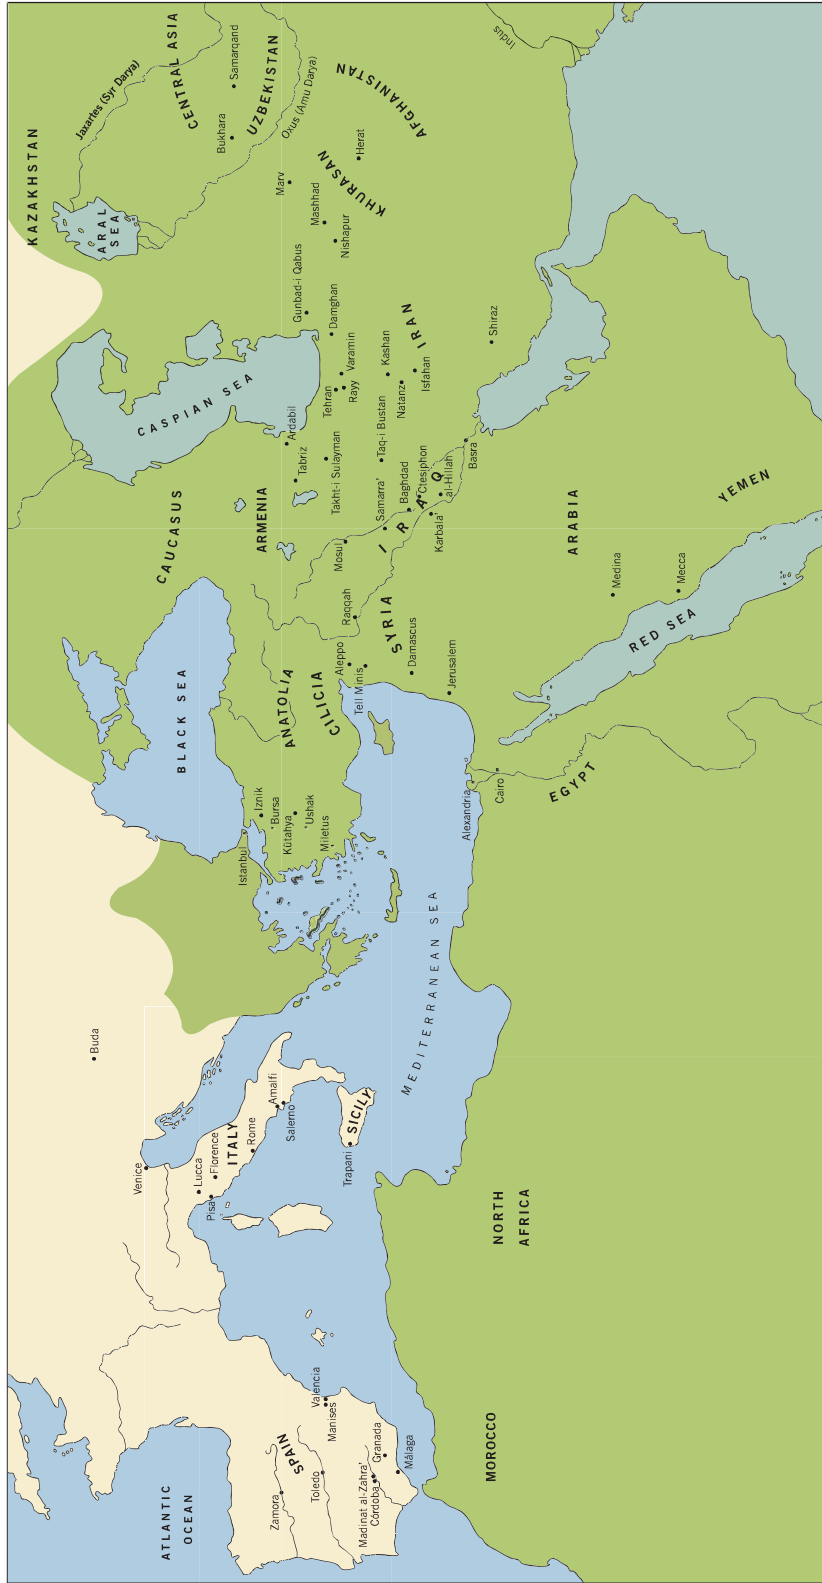 ATLANTIC
OCEAN
SPAIN
Zamora
Toledo
Madinat al-Zahra'
Córdoba
Granada
Málaga
Manises
Valencia
MOROCCO
NORTH
AFRICA
Venice
Lucca
Florence
Pisa
ITALY
Rome
Amalfi
Salerno
Trapani
SICILY
Buda
MEDITERRANEAN SEA
BLACK SEA
Istanbul
Iznik
Bursa
Kütahya
Ushak
Miletus
ANATOLIA
CILICIA
Alexandria
Cairo
EGYPT
Aleppo
Tell Minis
Raqqah
SYRIA
Damascus
Jerusalem
RED SEA
Medina
Mecca
ARABIA
YEMEN
CAUCASUS
ARMENIA
Mosul
IRAQ
Samarra'
Baghdad
Ctesiphon
Karbala'
al-Hillah
Basra
CASPIAN SEA
Tabriz
Ardabil
Takht-i Sulayman
Taq-i Bustan
Tehran
Rayy
Varamin
Natanz
Kashan
Isfahan
IRAN
Shiraz
Damghan
Gunbad-i Qabus
Nishapur
Mashhad
KHURASAN
Marv
Herat
AFGHANISTAN
KAZAKHSTAN
ARAL
SEA
Jaxartes (Syr Darya)
CENTRAL ASIA
Bukhara
Samarqand
UZBEKISTAN
Oxus (Amu Darya)
Indus